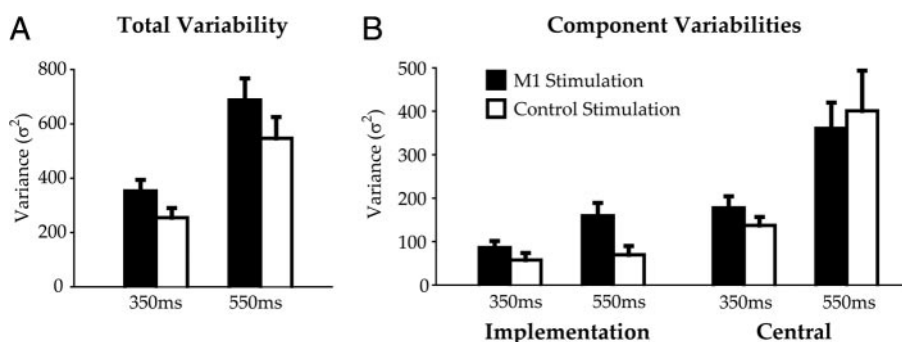 A
Total Variability
Variance (σ²)
800
600
400
200
0
350ms
550ms
B
Component Variabilities
M1 Stimulation
Control Stimulation
Variance (σ²)
500
400
300
200
100
0
350ms
550ms
350ms
550ms
Implementation
Central